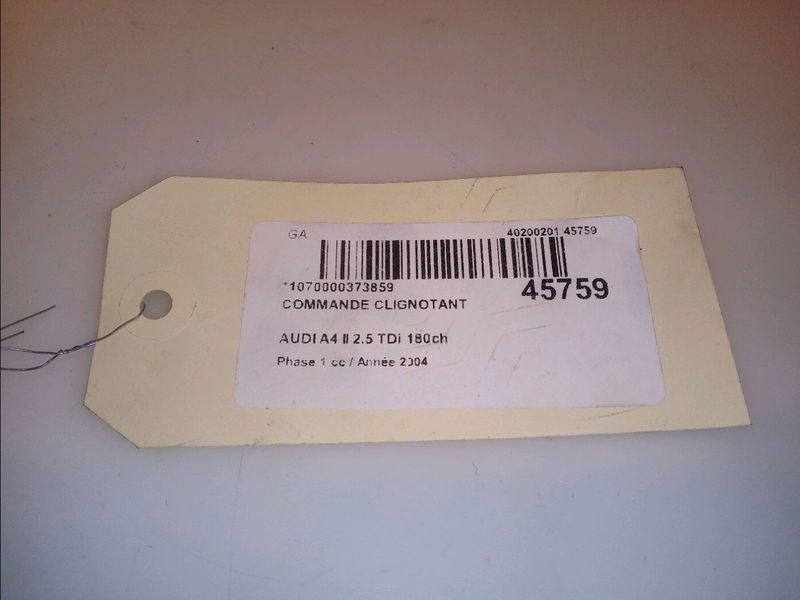 GA 40200201 45759
*1070000373859 45759
COMMANDE CLIGNOTANT
AUDI A4 II 2.5 TDi 180ch
Phase 1 cc / Année 2004